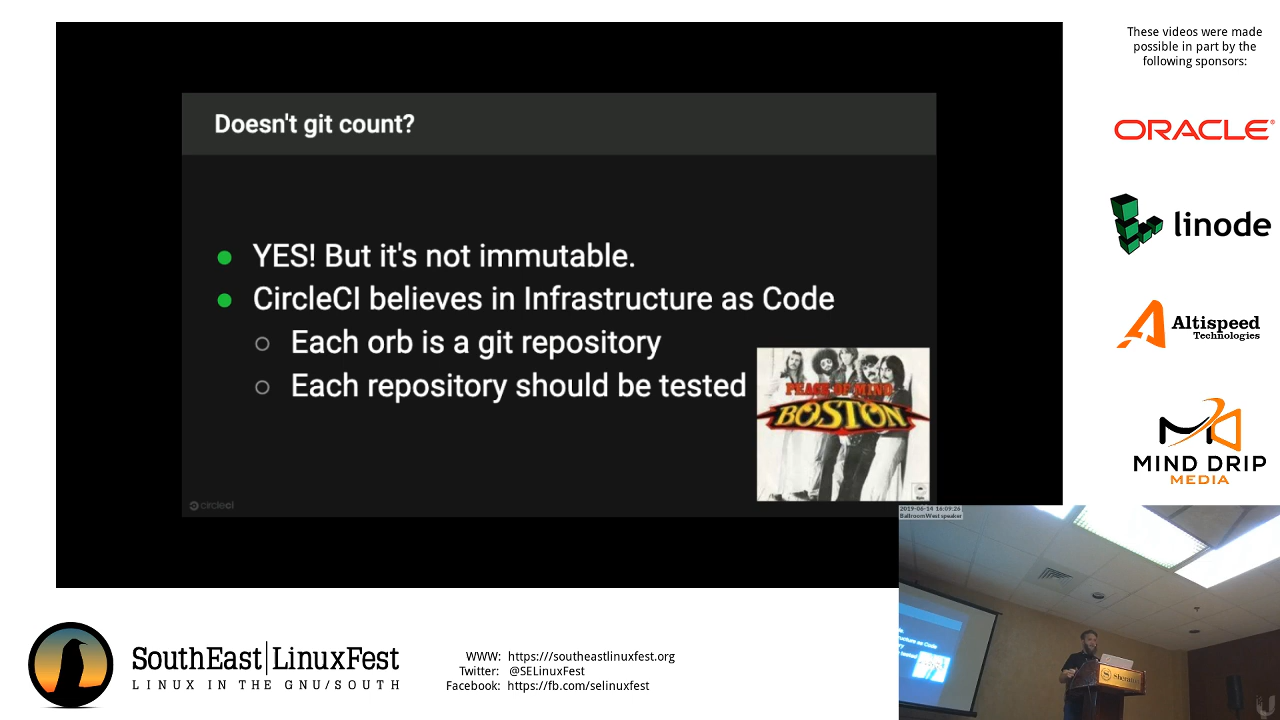 These videos were made
possible in part by the
following sponsors:
ORACLE®
linode
Altispeed
Technologies
MIND DRIP
MEDIA
Doesn't git count?
YES! But it's not immutable.
CircleCI believes in Infrastructure as Code
Each orb is a git repository
Each repository should be tested
PEACE OF MIND
BOSTON
circleci
2019-06-14 16:09:26
Ballroom West speaker
SouthEast|LinuxFest
LINUX IN THE GNU/SOUTH
WWW: https://southeastlinuxfest.org
Twitter: @SELinuxFest
Facebook: https://fb.com/selinuxfest